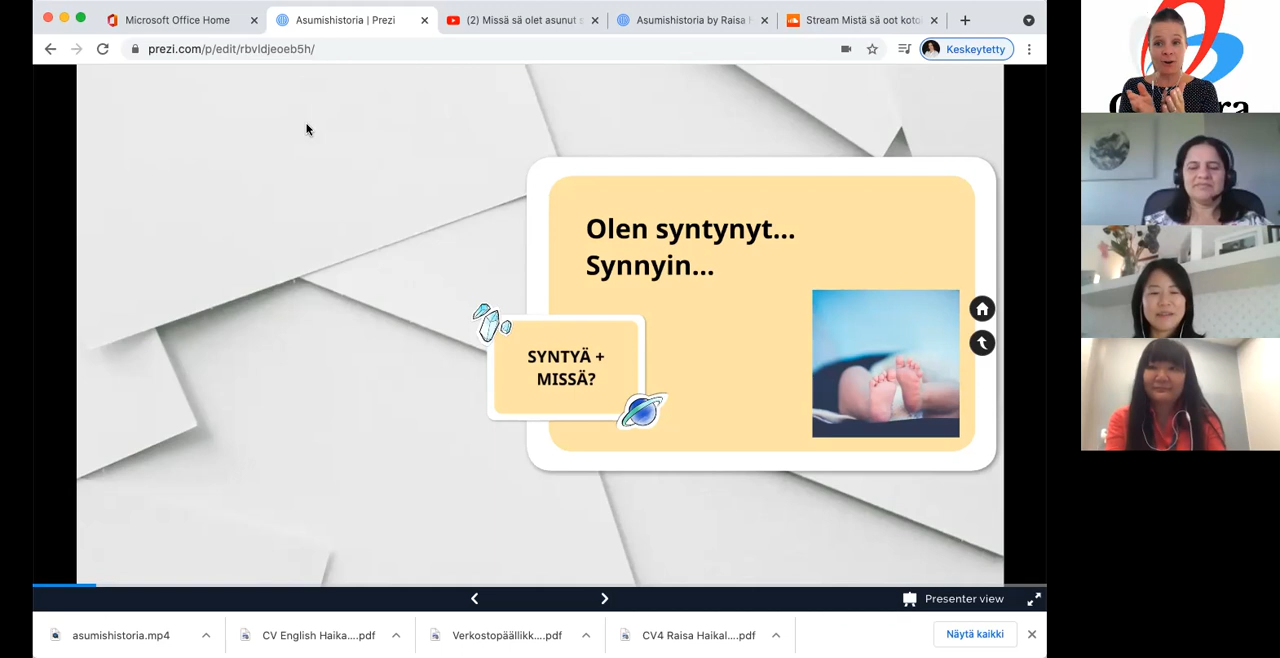 Microsoft Office Home
Asumishistoria | Prezi
(2) Missä sä olet asunut
Asumishistoria by Raisa
Stream Mistä sä oot koto
prezi.com/p/edit/rbvldjeoeb5h/
Keskeytetty
Olen syntynyt...
Synnyin...
SYNTYÄ +
MISSÄ?
Presenter view
asumishistoria.mp4
CV English Haika....pdf
Verkostopäällikk....pdf
CV4 Raisa Haikal....pdf
Näytä kaikki